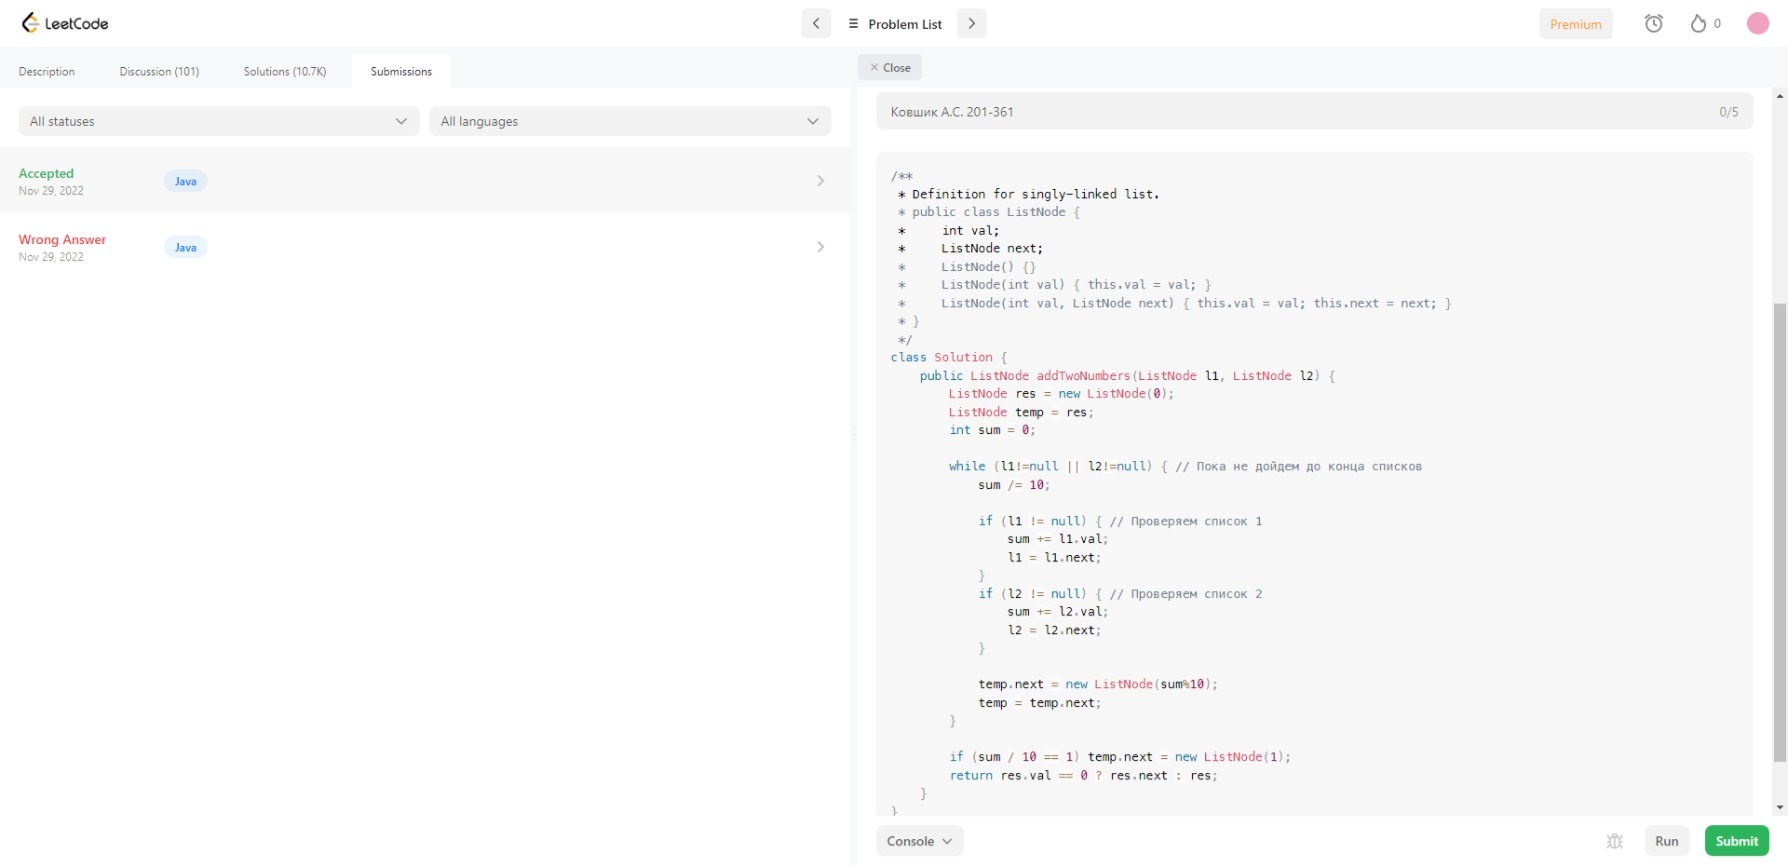 LeetCode
Problem List
Premium
0
Description
Discussion (101)
Solutions (10.7K)
Submissions
Close
All statuses
All languages
Accepted
Nov 29, 2022
Java
Wrong Answer
Nov 29, 2022
Java
Ковшик А.С. 201-361
0/5
/**
* Definition for singly-linked list.
* public class ListNode {
*     int val;
*     ListNode next;
*     ListNode() {}
*     ListNode(int val) { this.val = val; }
*     ListNode(int val, ListNode next) { this.val = val; this.next = next; }
* }
*/
class Solution {
public ListNode addTwoNumbers(ListNode l1, ListNode l2) {
ListNode res = new ListNode(0);
ListNode temp = res;
int sum = 0;
while (l1!=null || l2!=null) { // Пока не дойдем до конца списков
sum /= 10;
if (l1 != null) { // Проверяем список 1
sum += l1.val;
l1 = l1.next;
}
if (l2 != null) { // Проверяем список 2
sum += l2.val;
l2 = l2.next;
}
temp.next = new ListNode(sum%10);
temp = temp.next;
}
if (sum / 10 == 1) temp.next = new ListNode(1);
return res.val == 0 ? res.next : res;
}
}
Console
Run
Submit